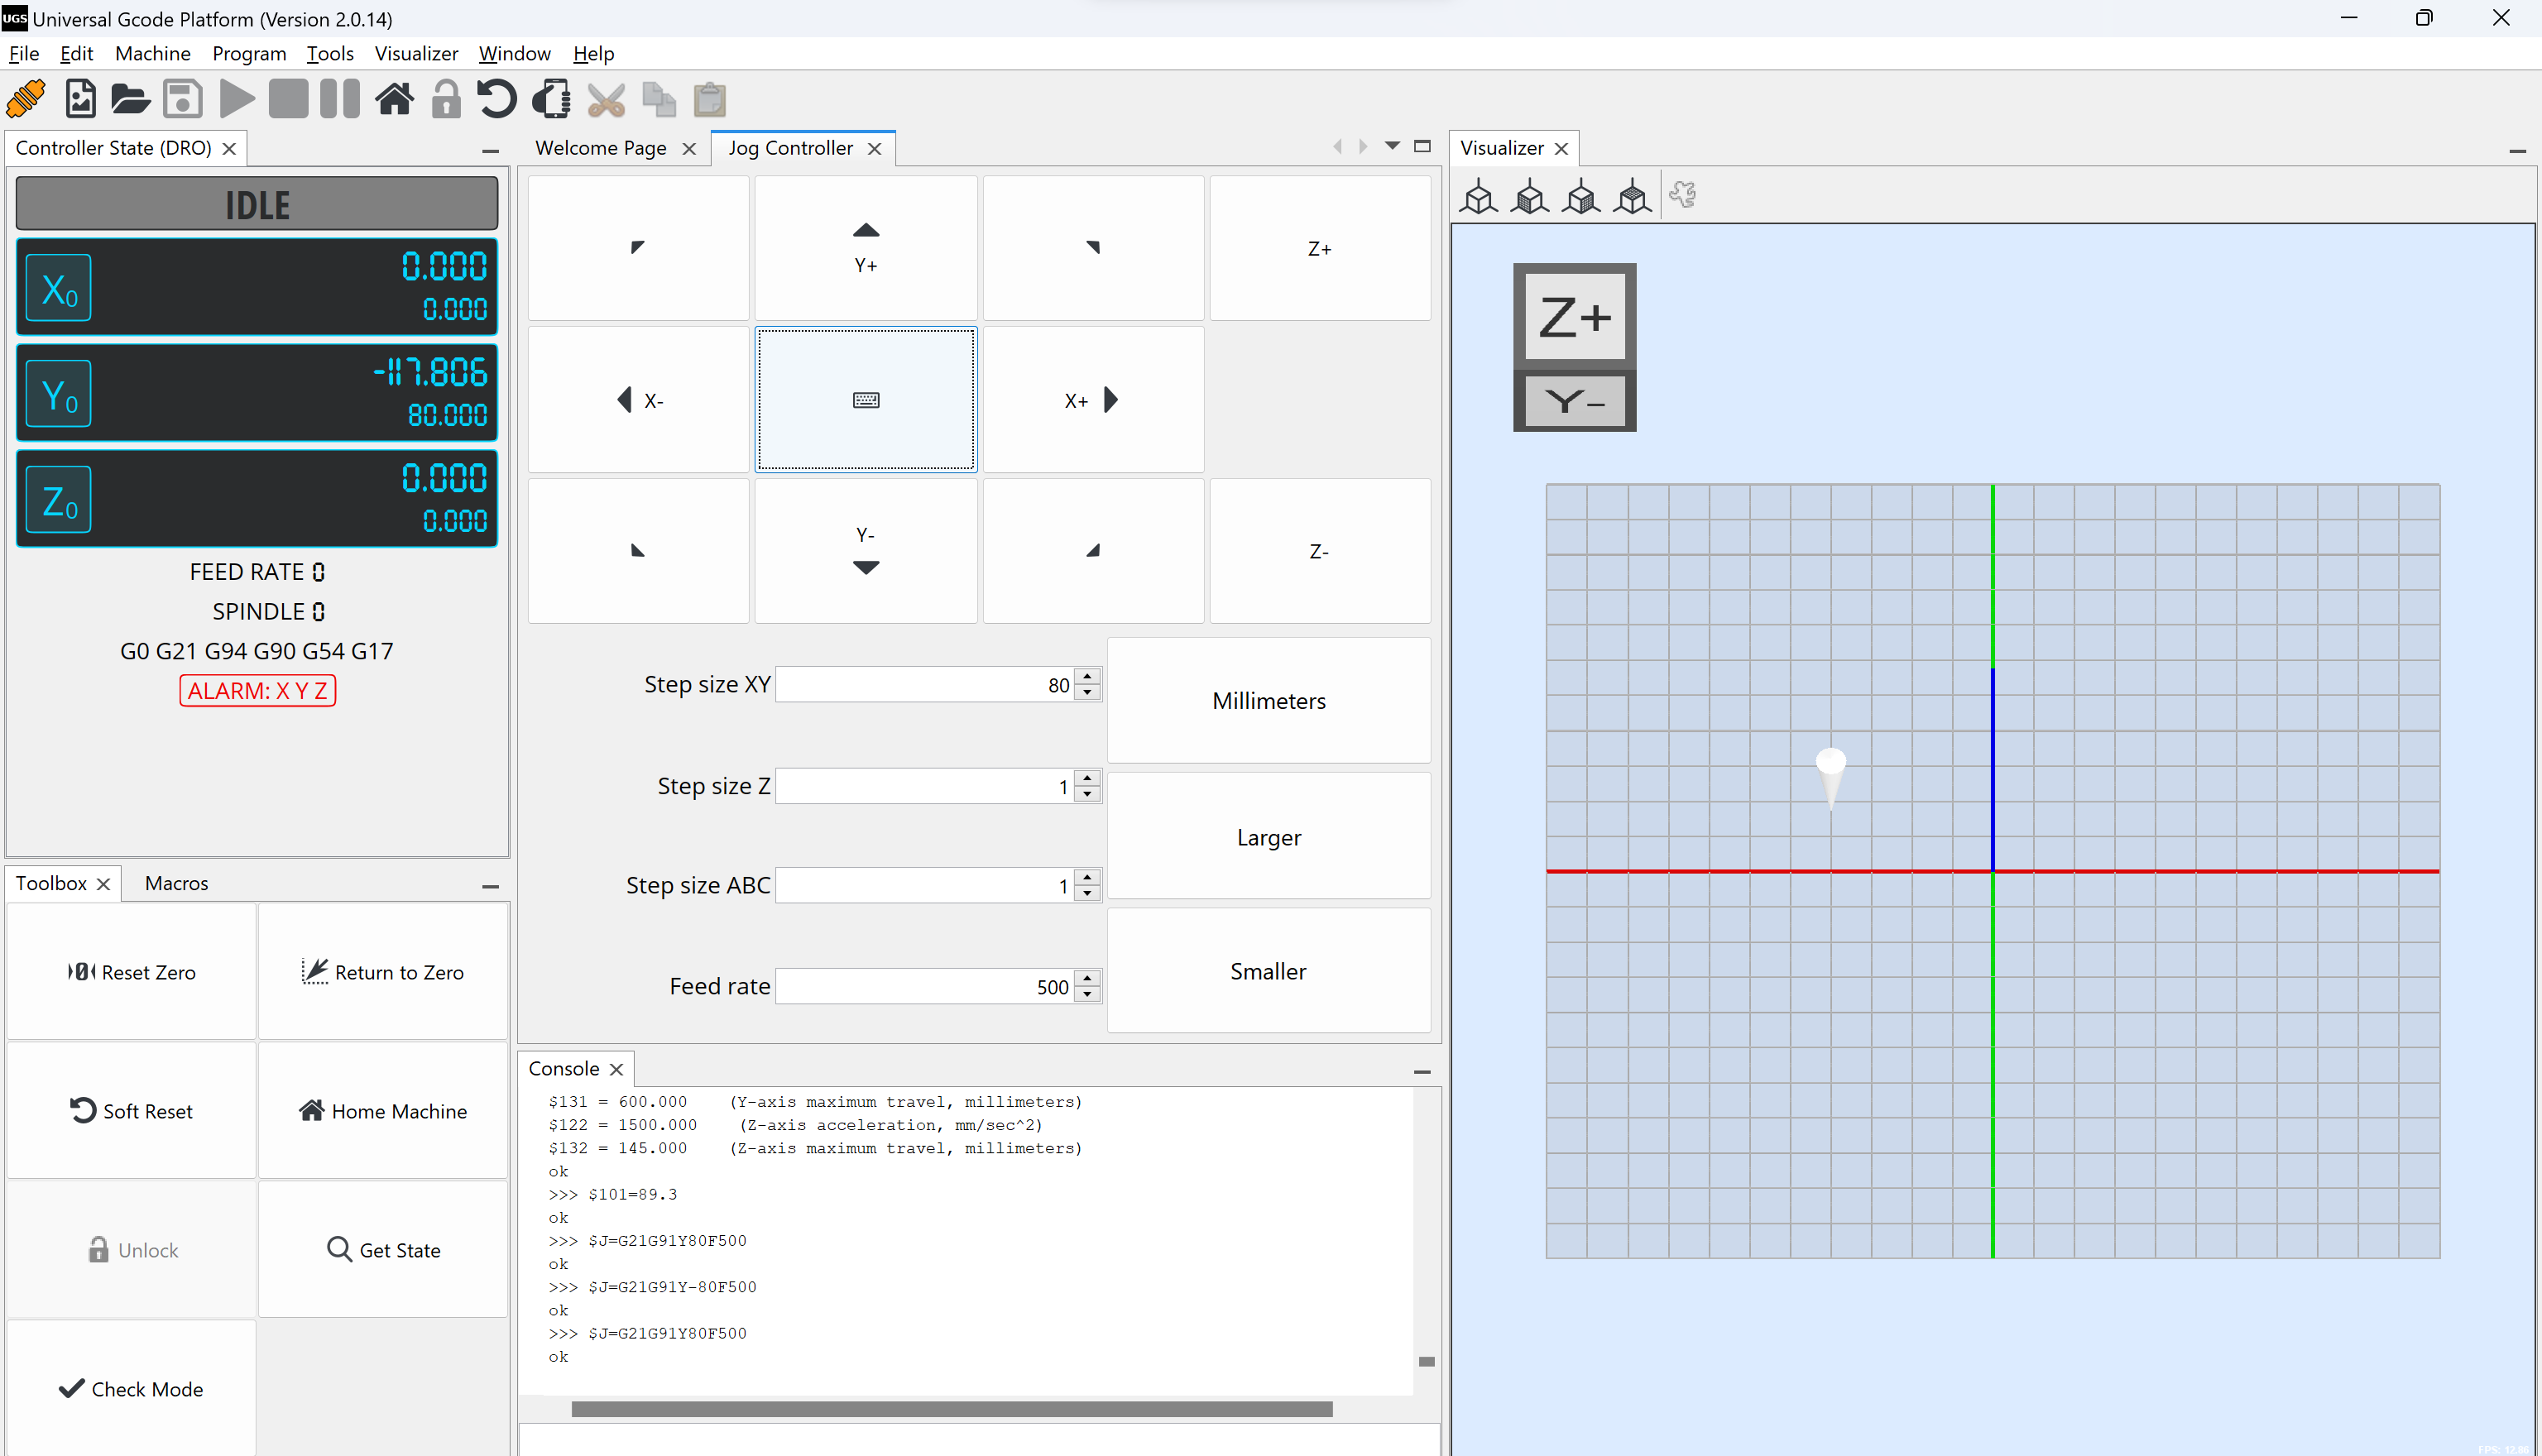 UGS Universal Gcode Platform (Version 2.0.14)
File Edit Machine Program Tools Visualizer Window Help
Controller State (DRO)
IDLE
X0 0.000
0.000
Y0 -117.806
80.000
Z0 0.000
0.000
FEED RATE 0
SPINDLE 0
G0 G21 G94 G90 G54 G17
ALARM: X Y Z
Toolbox Macros
Reset Zero Return to Zero
Soft Reset Home Machine
Unlock Get State
Check Mode
Welcome Page Jog Controller
Y+ Z+
X- X+
Y- Z-
Step size XY 80 Millimeters
Step size Z 1 Larger
Step size ABC 1
Smaller
Feed rate 500
Console
$131 = 600.000 (Y-axis maximum travel, millimeters)
$122 = 1500.000 (Z-axis acceleration, mm/sec^2)
$132 = 145.000 (Z-axis maximum travel, millimeters)
ok
>>> $101=89.3
ok
>>> $J=G21G91Y80F500
ok
>>> $J=G21G91Y-80F500
ok
>>> $J=G21G91Y80F500
ok
Visualizer
Z+
Y-